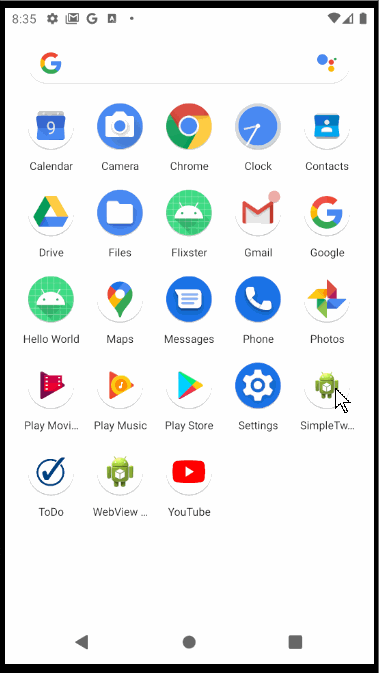 8:35
9
Calendar Camera Chrome Clock Contacts
Drive Files Flixster Gmail Google
Hello World Maps Messages Phone Photos
Play Movi... Play Music Play Store Settings SimpleTw...
ToDo WebView ... YouTube